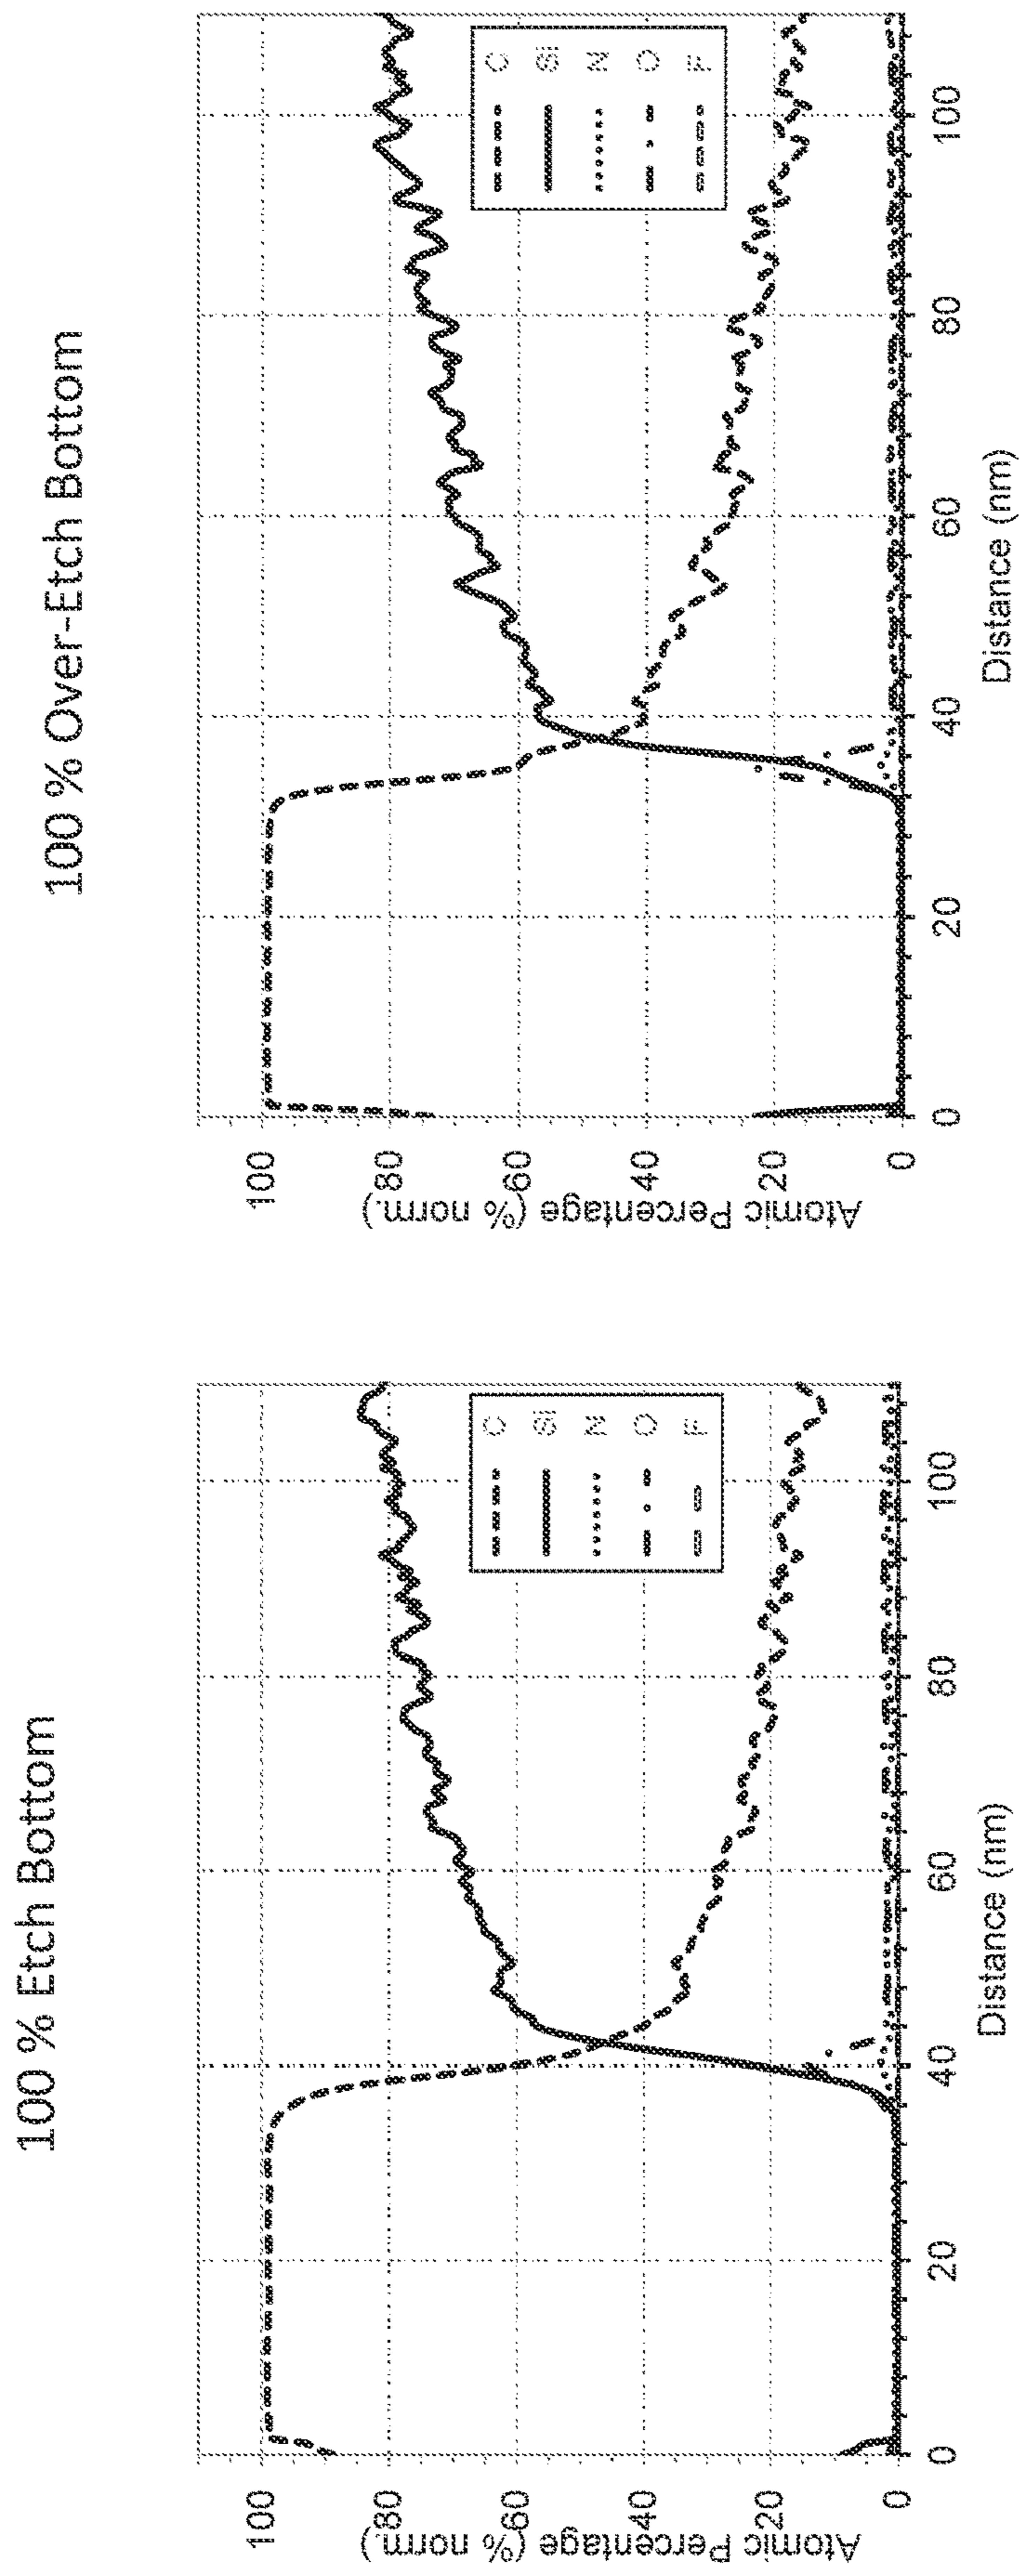 100 % Etch Bottom
Atomic Percentage (% norm.)
100
80
60
40
20
0
0
20
40
60
80
100
Distance (nm)
C
Si
N
O
F
100 % Over-Etch Bottom
Atomic Percentage (% norm.)
100
80
60
40
20
0
0
20
40
60
80
100
Distance (nm)
C
Si
N
O
F